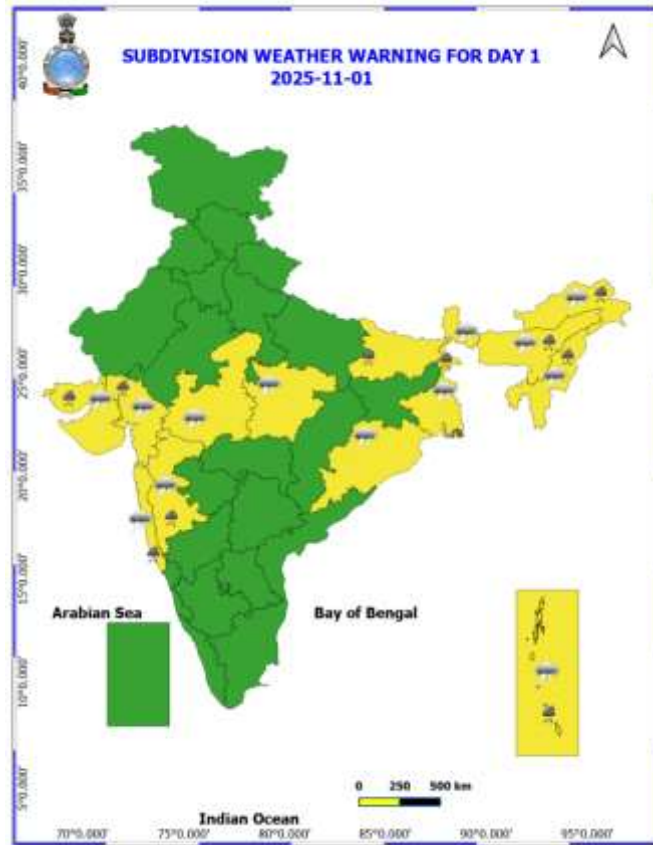 SUBDIVISION WEATHER WARNING FOR DAY 1
2025-11-01
40°0.000'
35°0.000'
30°0.000'
25°0.000'
20°0.000'
15°0.000'
10°0.000'
5°0.000'
Arabian Sea
Bay of Bengal
0 250 500 km
Indian Ocean
70°0.000' 75°0.000' 80°0.000' 85°0.000' 90°0.000' 95°0.000'